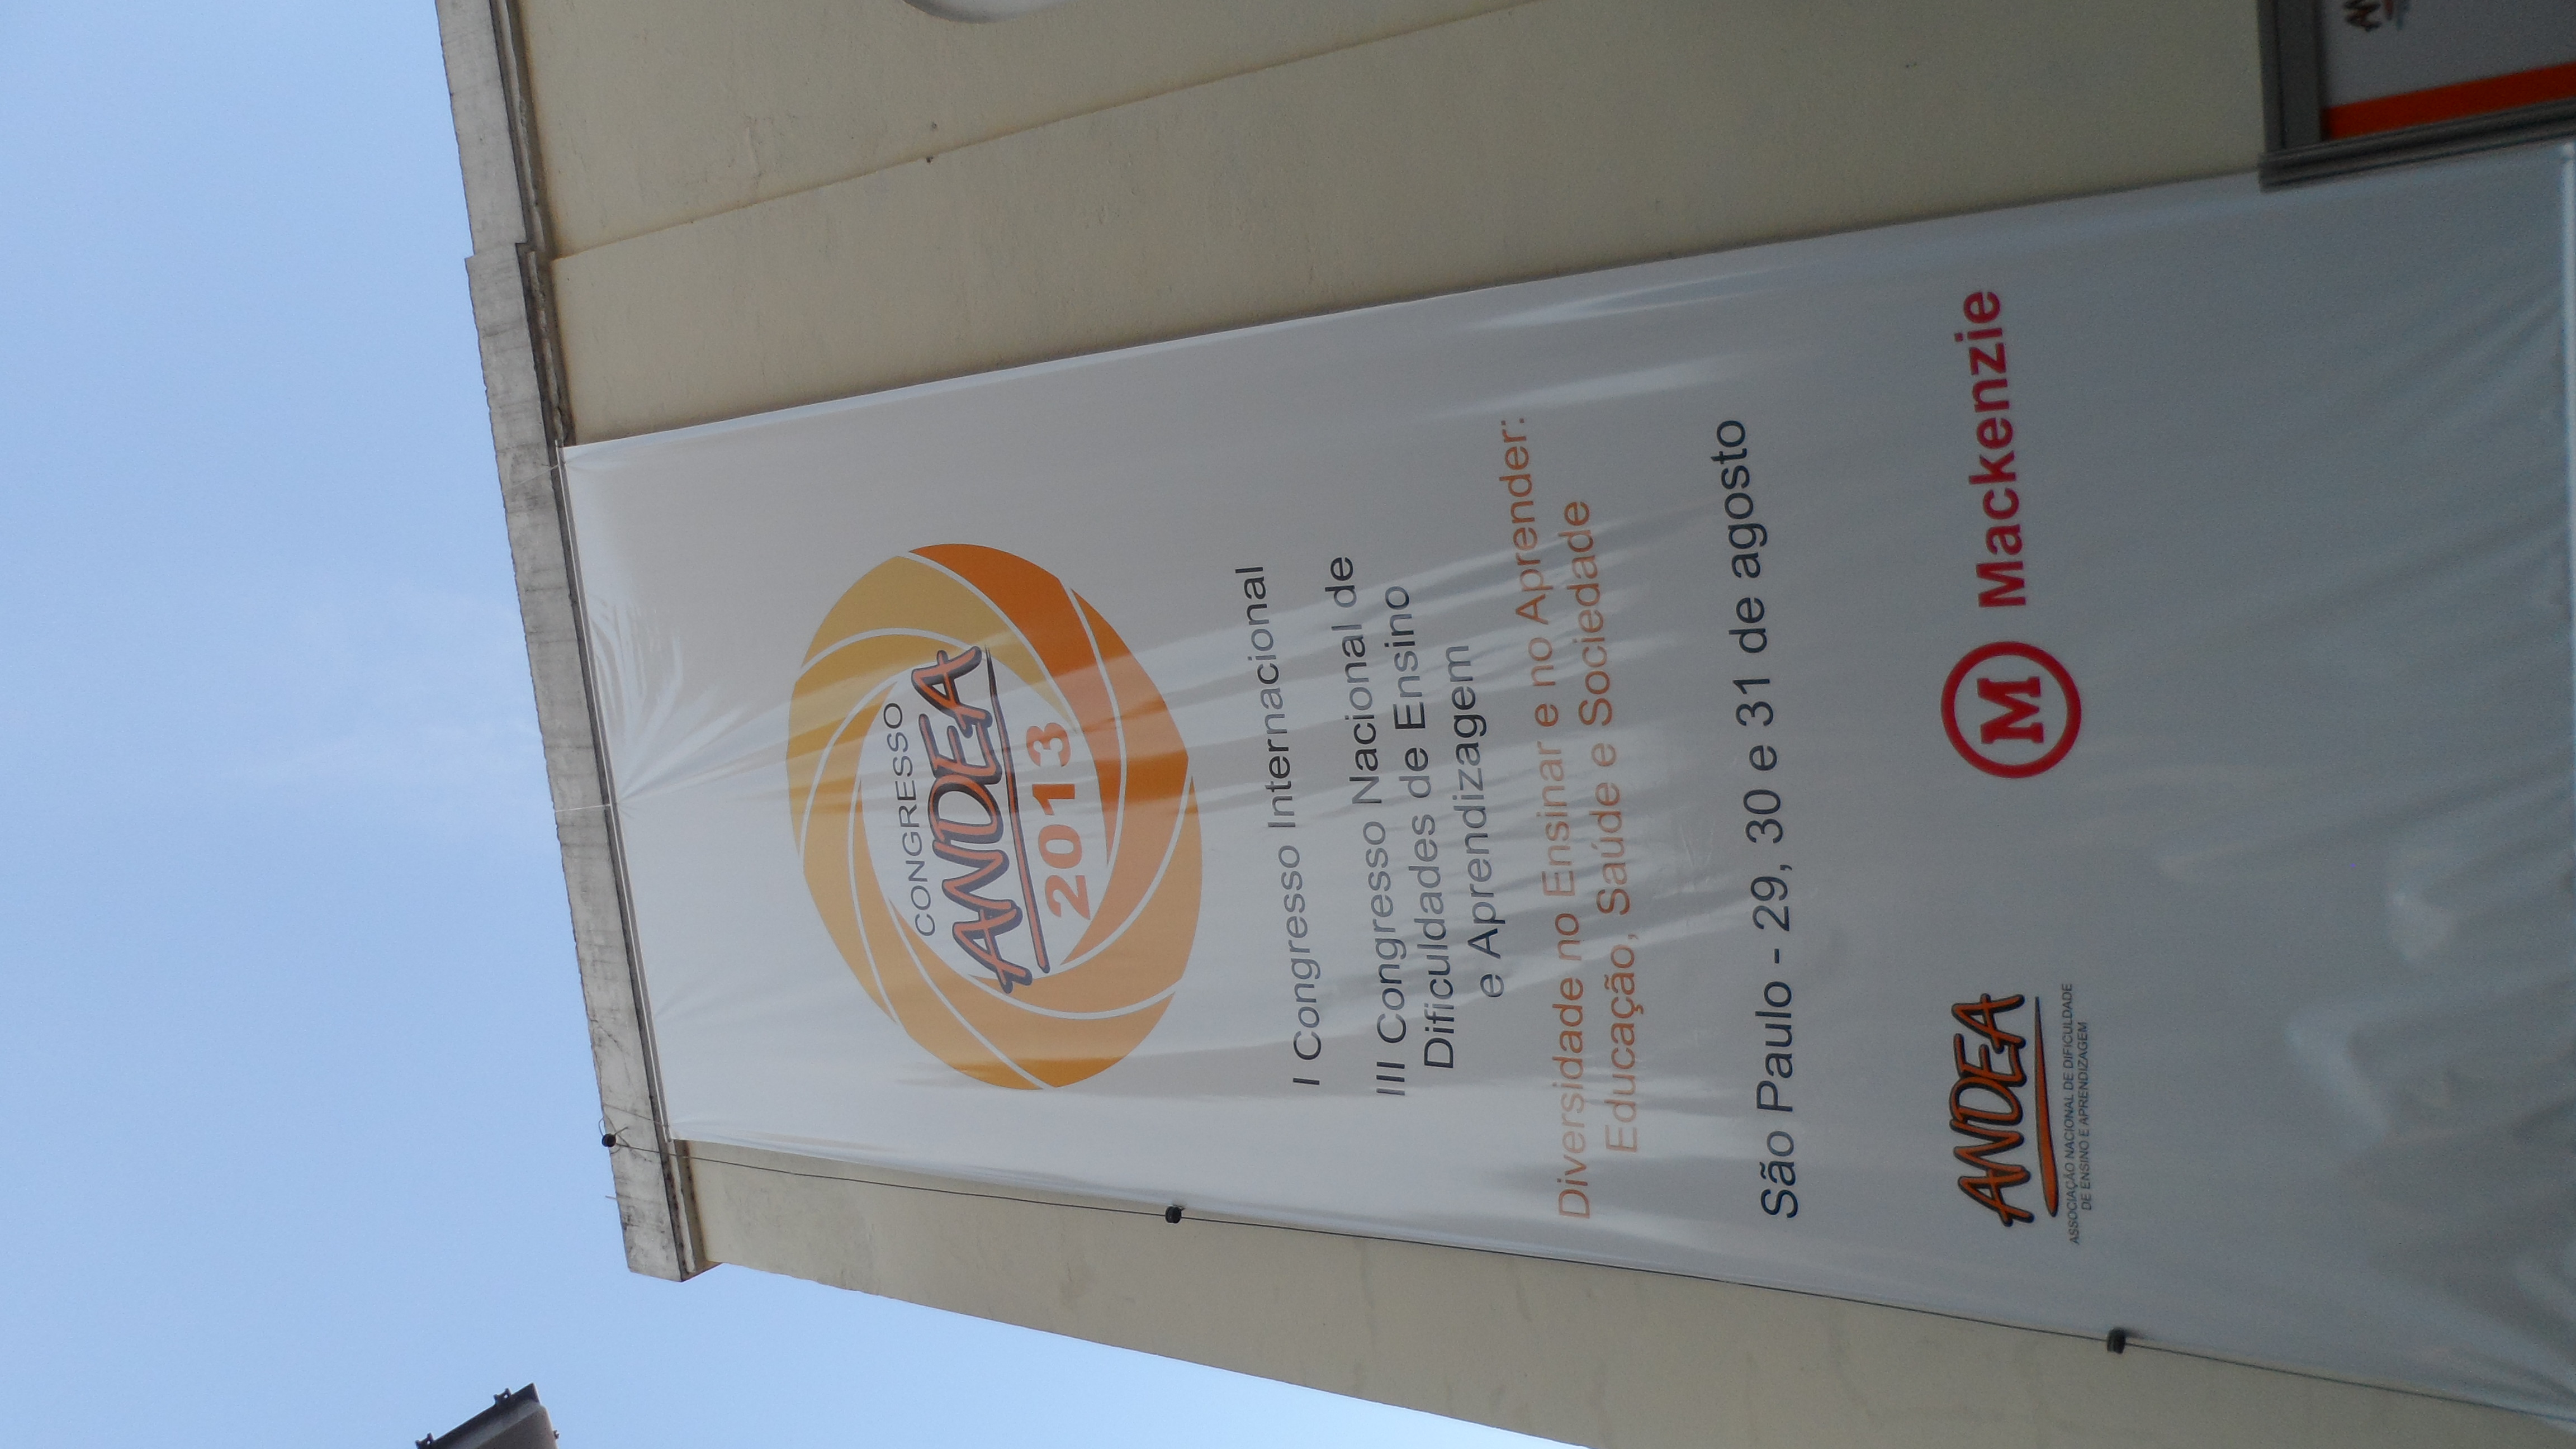 CONGRESSO
ANDEA
2013
I Congresso Internacional
III Congresso Nacional de
Dificuldades de Ensino
e Aprendizagem
Diversidade no Ensinar e no Aprender:
Educação, Saúde e Sociedade
São Paulo - 29, 30 e 31 de agosto
ANDEA
ASSOCIAÇÃO NACIONAL DE DIFICULDADE
DE ENSINO E APRENDIZAGEM
M Mackenzie